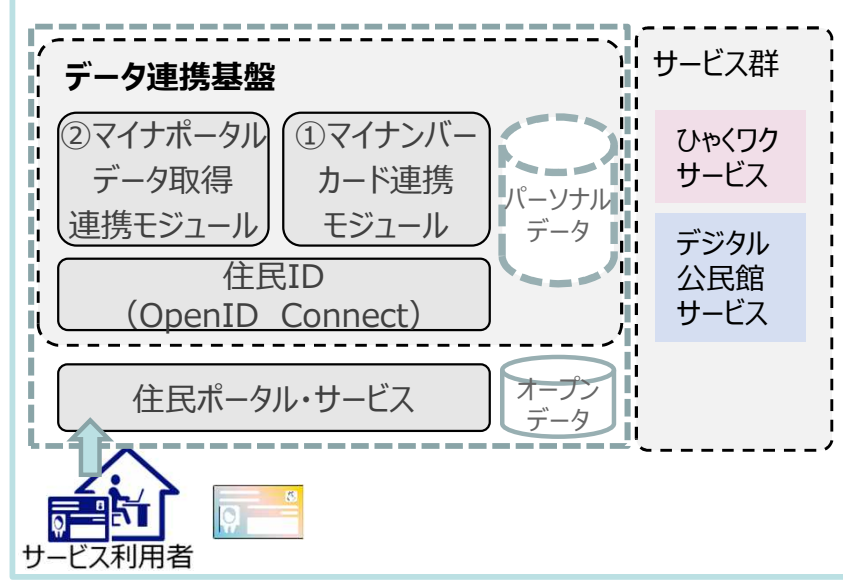 データ連携基盤
②マイナポータル
データ取得
連携モジュール
①マイナンバー
カード連携
モジュール
パーソナル
データ
住民ID
（OpenID Connect）
住民ポータル・サービス
オープン
データ
サービス利用者
サービス群
ひゃくワク
サービス
デジタル
公民館
サービス